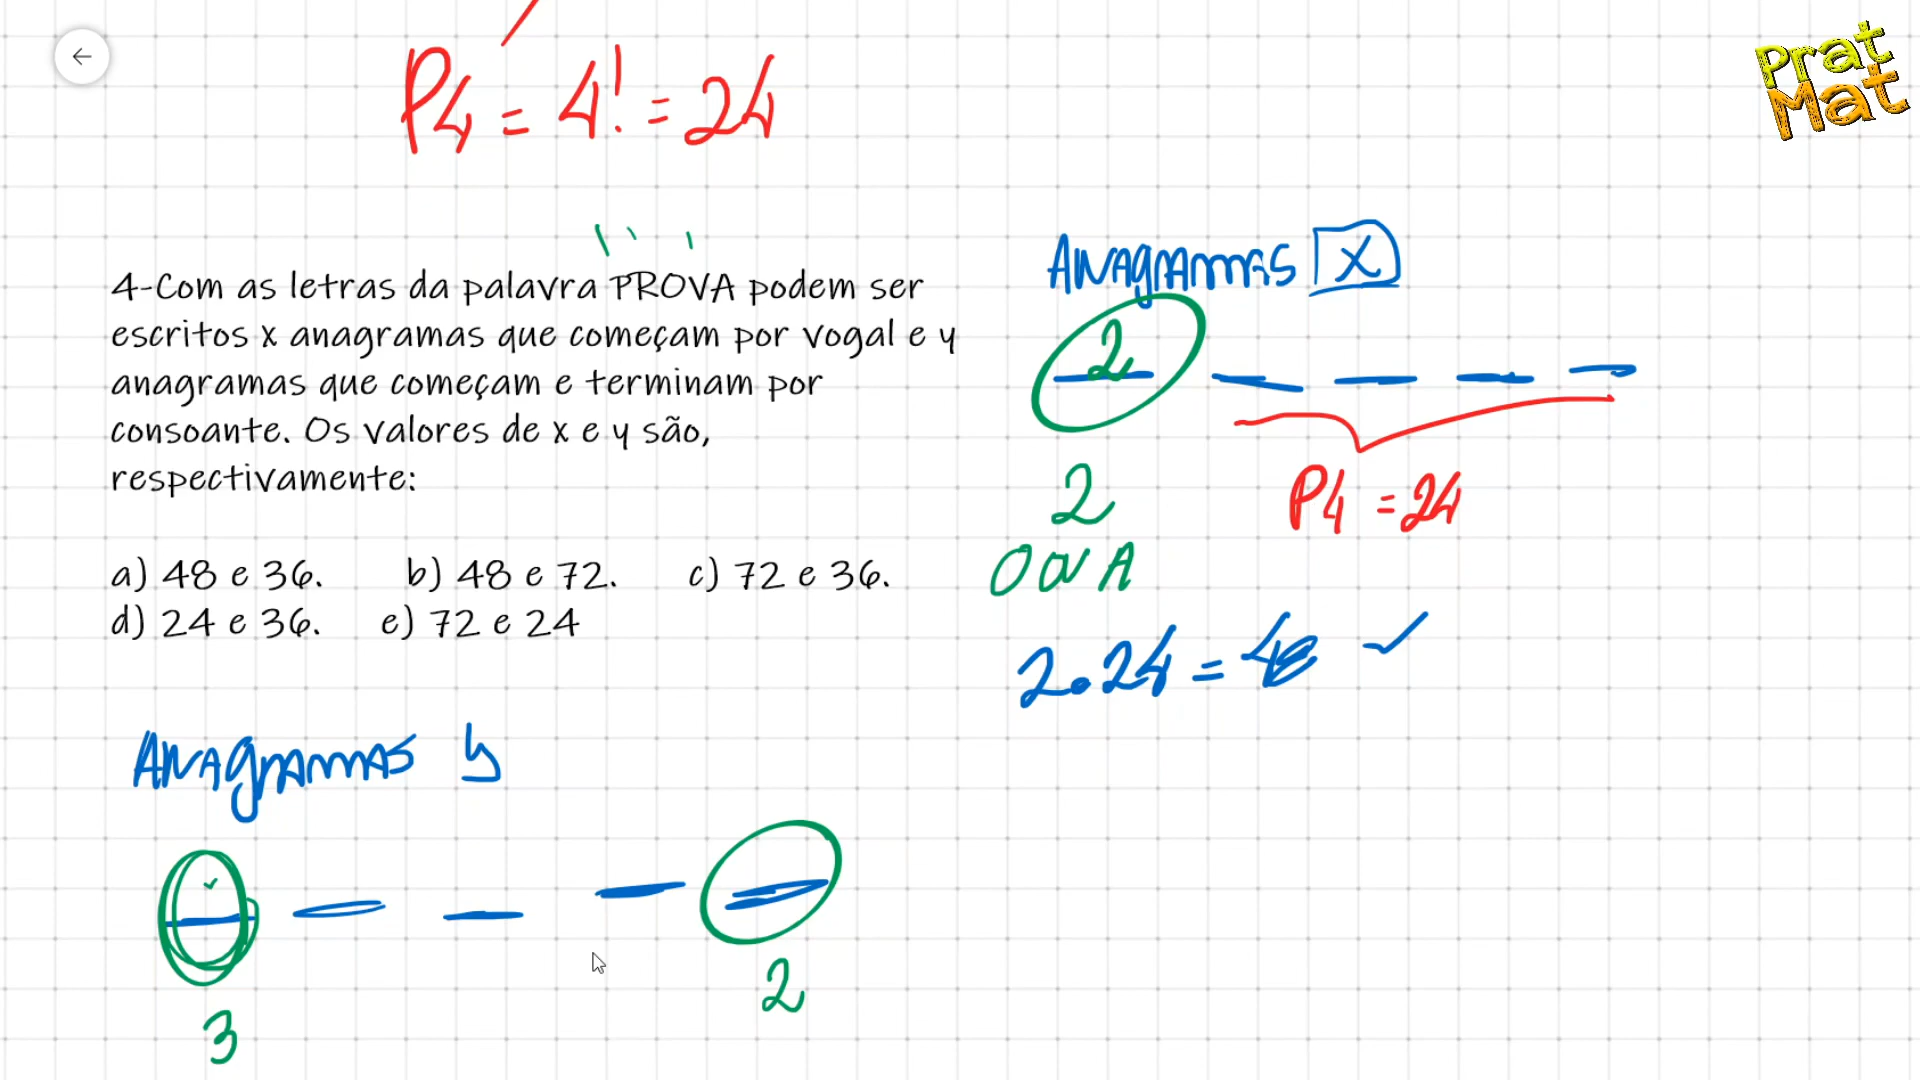 P4 = 4! = 24
Prat
Mat
4-Com as letras da palavra PROVA podem ser
escritos x anagramas que começam por vogal e y
anagramas que começam e terminam por
consoante. Os valores de x e y são,
respectivamente:
a) 48 e 36. b) 48 e 72. c) 72 e 36.
d) 24 e 36. e) 72 e 24
ANAGRAMAS X
2
P4 = 24
2
O OU A
2.24 = 48 ✓
ANAGRAMAS y
3
2